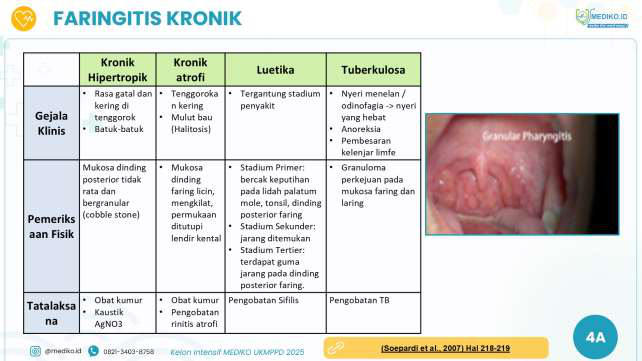 FARINGITIS KRONIK
MEDIKO.ID
Kronik
Hipertropik
Kronik
atrofi
Luetika
Tuberkulosa
Gejala
Klinis
• Rasa gatal dan
kering di
tenggorok
• Batuk-batuk
• Tenggoroka
n kering
• Mulut bau
(Halitosis)
• Tergantung stadium
penyakit
• Nyeri menelan /
odinofagia -> nyeri
yang hebat
• Anoreksia
• Pembesaran
kelenjar limfe
Pemeriks
aan Fisik
Mukosa dinding
posterior tidak
rata dan
bergranular
(cobble stone)
• Mukosa
dinding
faring licin,
mengkilat,
permukaan
ditutupi
lendir kental
• Stadium Primer:
bercak keputihan
pada lidah palatum
mole, tonsil, dinding
posterior faring
• Stadium Sekunder:
jarang ditemukan
• Stadium Tertier:
terdapat guma
jarang pada dinding
posterior faring.
• Granuloma
perkejuan pada
mukosa faring dan
laring
Tatalaksa
na
• Obat kumur
• Kaustik
AgNO3
• Obat kumur
• Pengobatan
rinitis atrofi
Pengobatan Sifilis
Pengobatan TB
Granular Pharyngitis
4A
@mediko.id
0821-3403-8758
Kelon Intensif MEDIKO UKMPPD 2025
(Soepardi et al., 2007) Hal 218-219